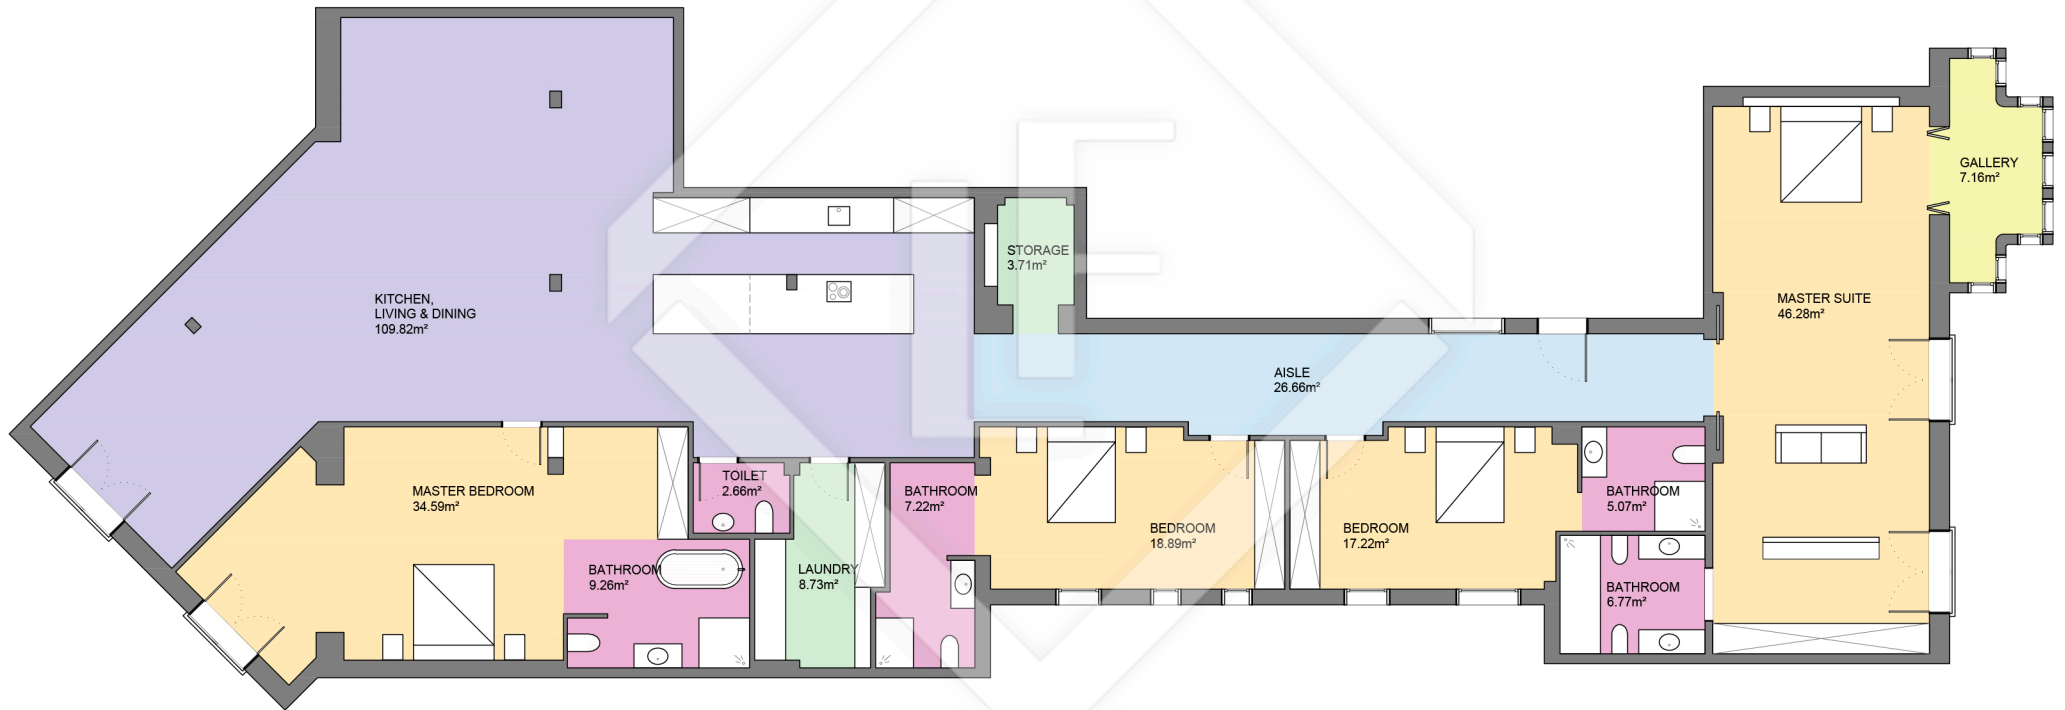 GALLERY
7.16m²
STORAGE
3.71m²
KITCHEN,
LIVING & DINING
109.82m²
MASTER SUITE
46.28m²
AISLE
26.66m²
TOILET
2.66m²
MASTER BEDROOM
34.59m²
BATHROOM
7.22m²
BATHROOM
5.07m²
BEDROOM
18.89m²
BEDROOM
17.22m²
BATHROOM
9.26m²
LAUNDRY
8.73m²
BATHROOM
6.77m²